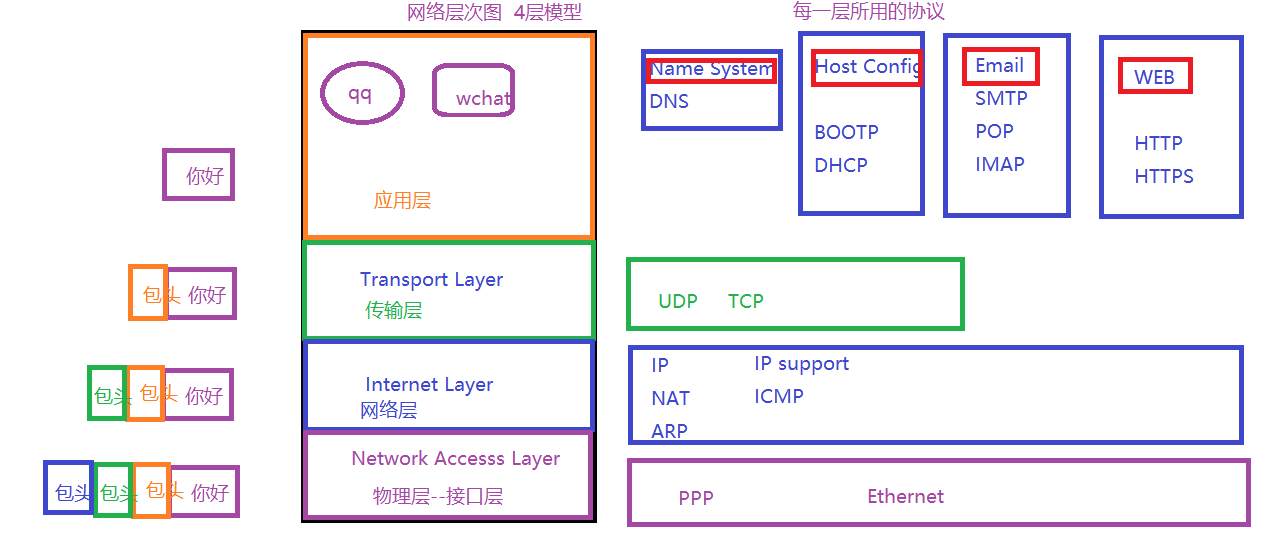 网络层次图 4层模型
每一层所用的协议
qq
wchat
应用层
Name System
DNS
Host Config
BOOTP
DHCP
Email
SMTP
POP
IMAP
WEB
HTTP
HTTPS
你好
包头 你好
Transport Layer
传输层
UDP TCP
包头 包头 你好
Internet Layer
网络层
IP IP support
NAT ICMP
ARP
包头 包头 包头 你好
Network Accesss Layer
物理层--接口层
PPP Ethernet